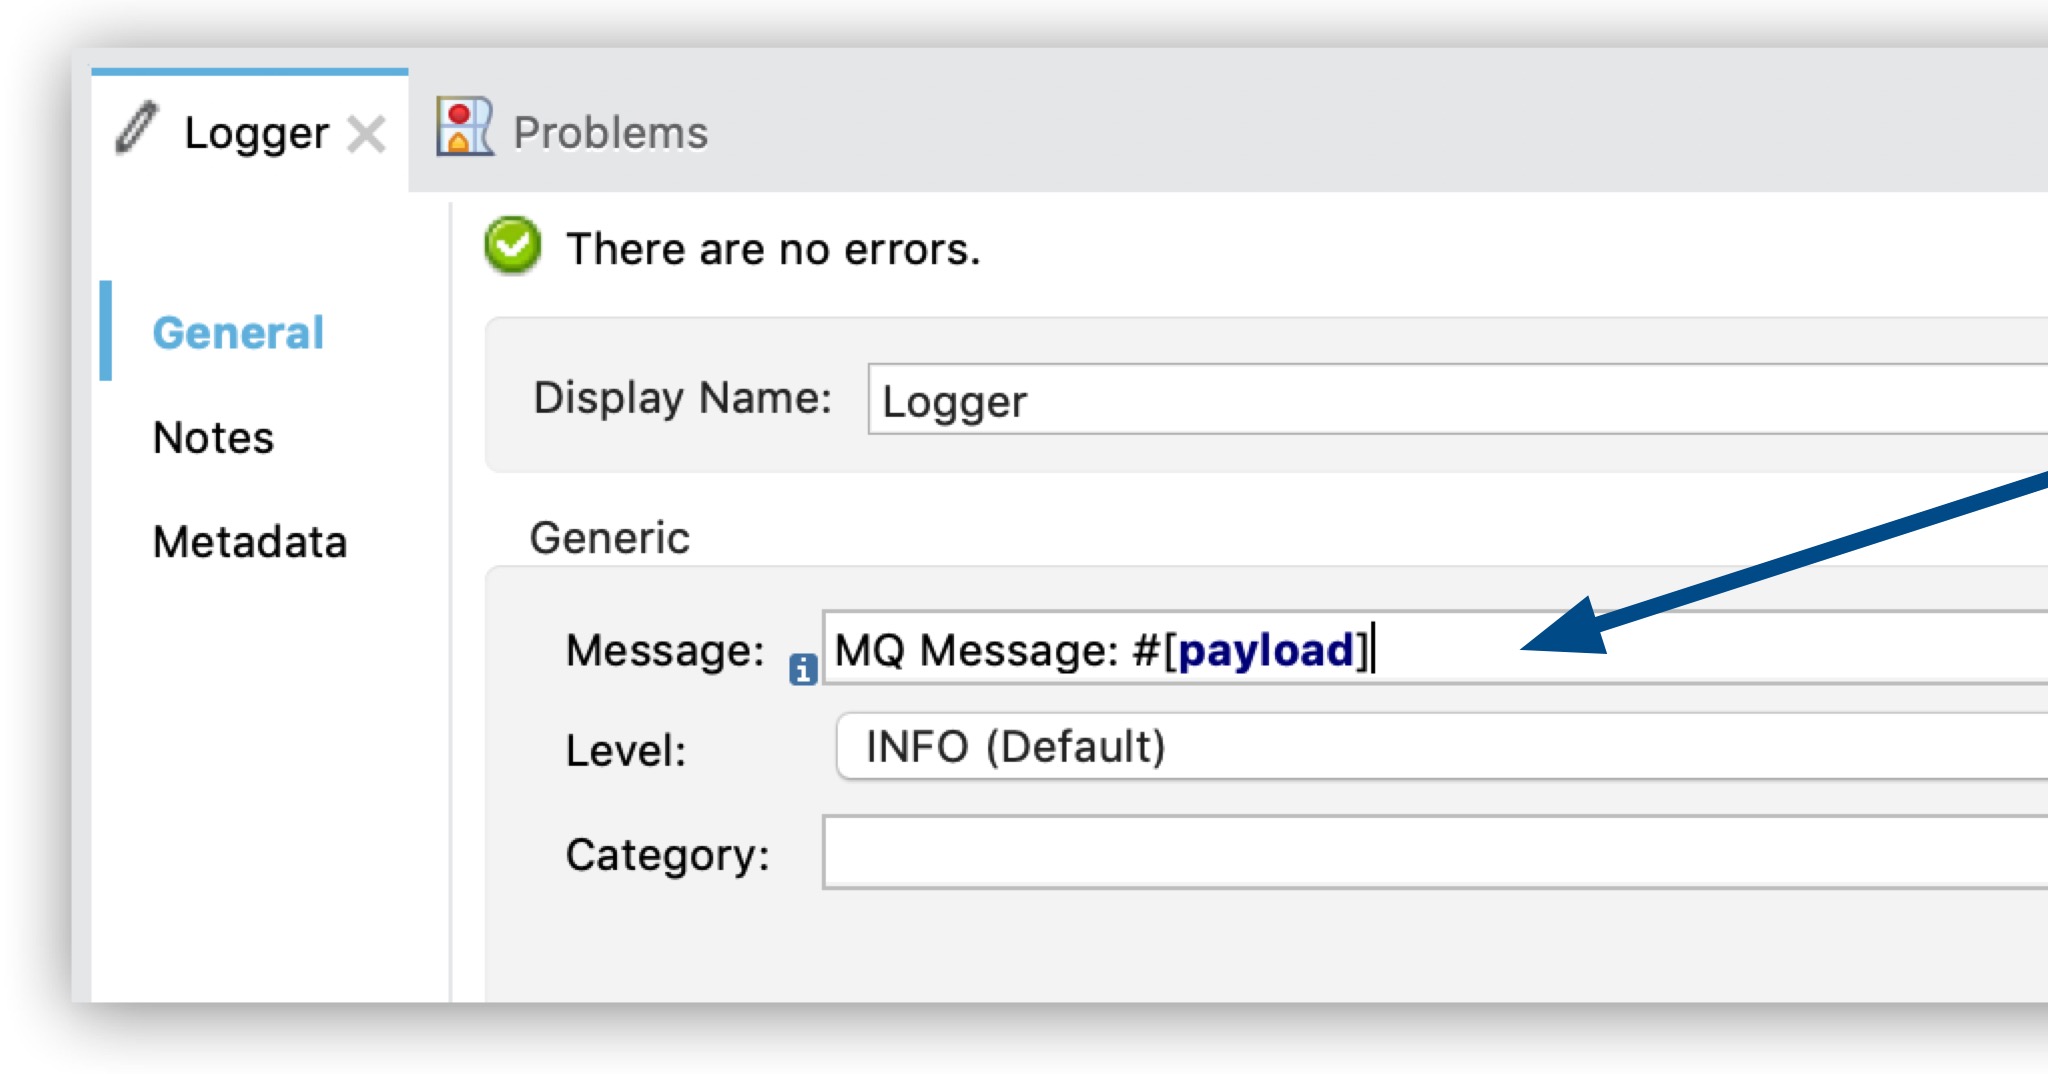 Logger
Problems
There are no errors.
General
Notes
Metadata
Display Name: Logger
Generic
Message: MQ Message: #[payload]
Level: INFO (Default)
Category: